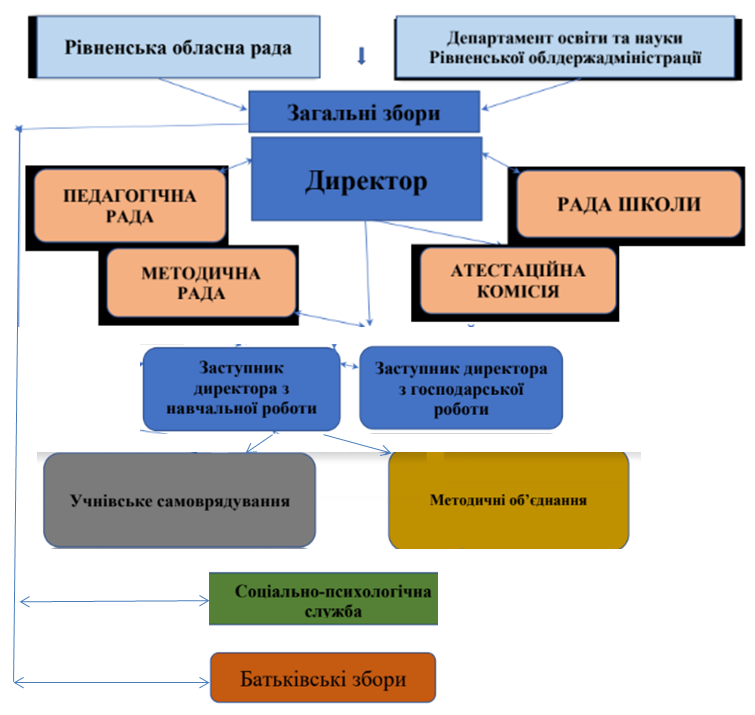 Рівненська обласна рада
Департамент освіти та науки
Рівненської облдержадміністрації
Загальні збори
Директор
ПЕДАГОГІЧНА
РАДА
РАДА ШКОЛИ
МЕТОДИЧНА
РАДА
АТЕСТАЦІЙНА
КОМІСІЯ
Заступник
директора з
навчальної роботи
Заступник директора
з господарської
роботи
Учнівське самоврядування
Методичні об’єднання
Соціально-психологічна
служба
Батьківські збори